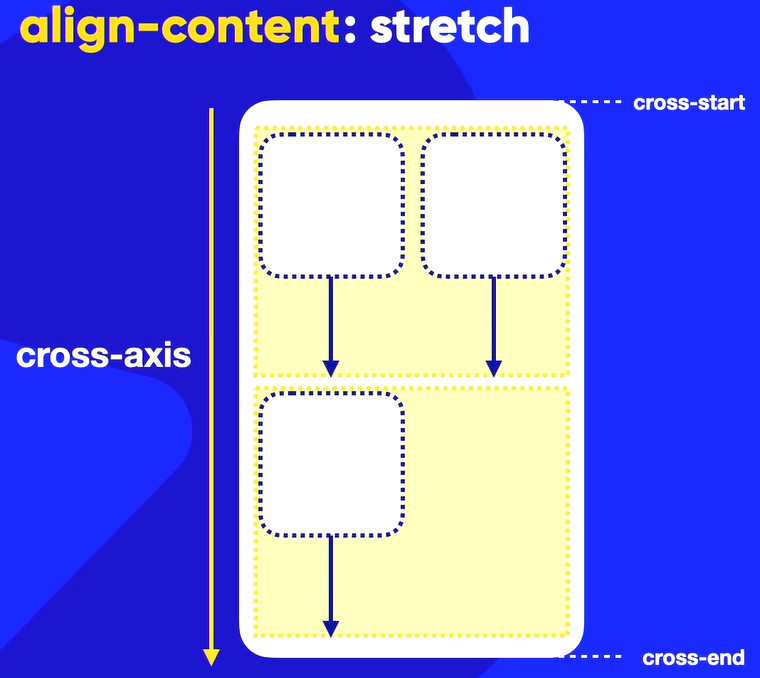 align-content: stretch
cross-start
cross-axis
cross-end